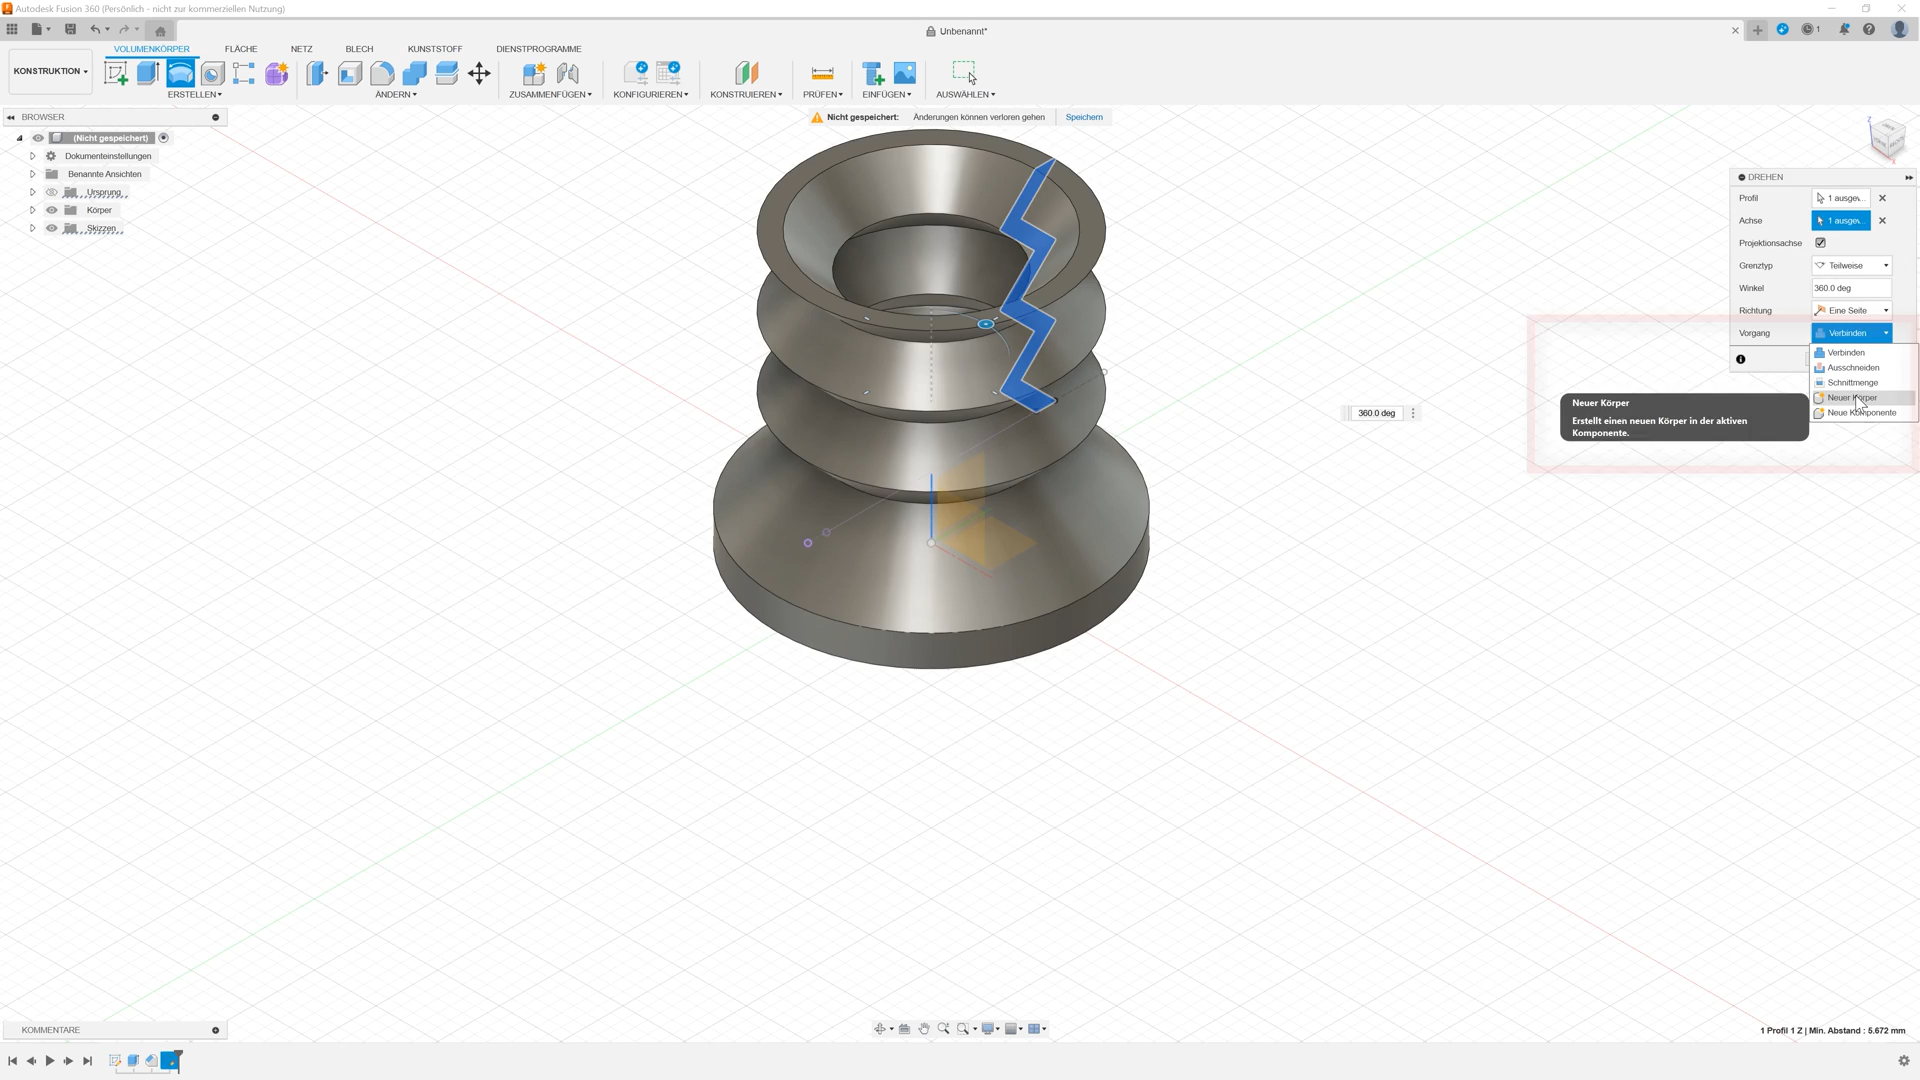 Autodesk Fusion 360 (Persönlich - nicht zur kommerziellen Nutzung)
Unbenannt*
1
KONSTRUKTION
VOLUMENKÖRPER
FLÄCHE
NETZ
BLECH
KUNSTSTOFF
DIENSTPROGRAMME
ERSTELLEN
ÄNDERN
ZUSAMMENFÜGEN
KONFIGURIEREN
KONSTRUIEREN
PRÜFEN
EINFÜGEN
AUSWÄHLEN
BROWSER
Nicht gespeichert: Änderungen können verloren gehen Speichern
(Nicht gespeichert)
Dokumenteinstellungen
Benannte Ansichten
Ursprung
Körper
Skizzen
Z
X
DREHEN
Profil 1 ausgew...
Achse 1 ausgew...
Projektionsachse
Grenztyp Teilweise
Winkel 360.0 deg
Richtung Eine Seite
Vorgang Verbinden
Verbinden
Ausschneiden
Schnittmenge
Neuer Körper
Neue Komponente
Neuer Körper
Erstellt einen neuen Körper in der aktiven
Komponente.
360.0 deg
KOMMENTARE
1 Profil 1 Z | Min. Abstand : 5.672 mm